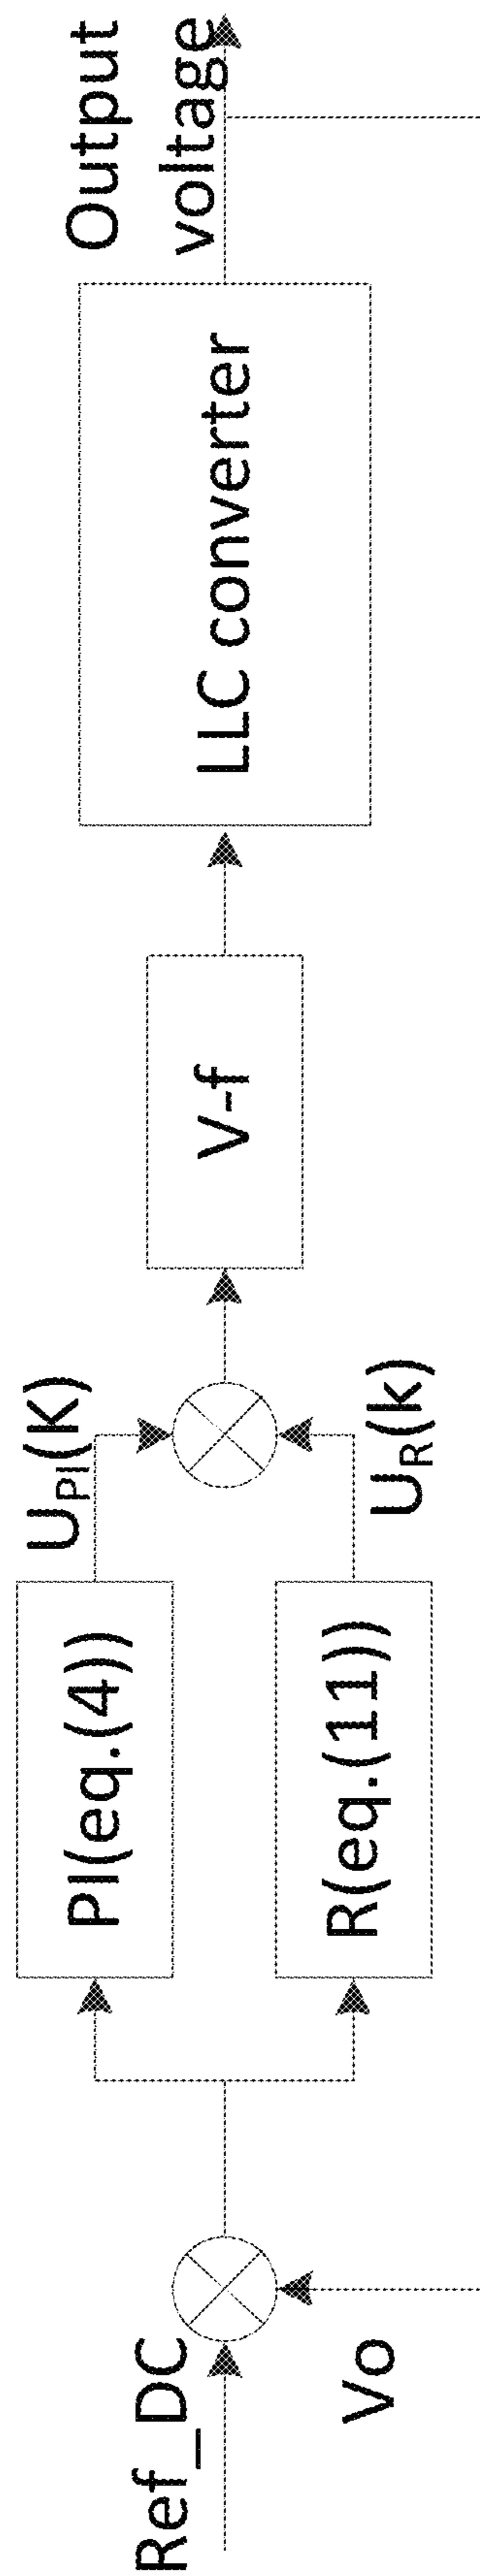 Ref_DC
Vo
PI(eq.(4))
R(eq.(11))
UPI(K)
UR(k)
V-f
LLC converter
Output
voltage